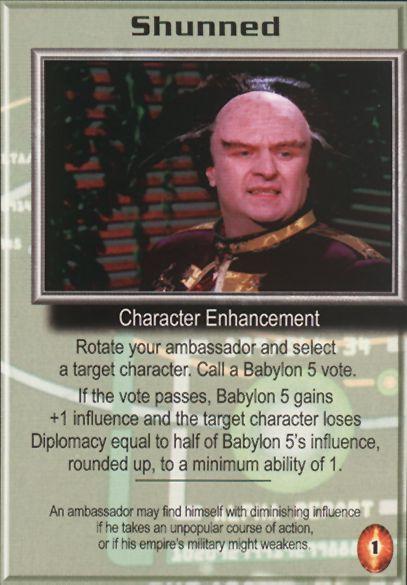 Shunned
Character Enhancement
Rotate your ambassador and select
a target character. Call a Babylon 5 vote.
If the vote passes, Babylon 5 gains
+1 influence and the target character loses
Diplomacy equal to half of Babylon 5's influence,
rounded up, to a minimum ability of 1.
An ambassador may find himself with diminishing influence
if he takes an unpopular course of action,
or if his empire's military might weakens.
1